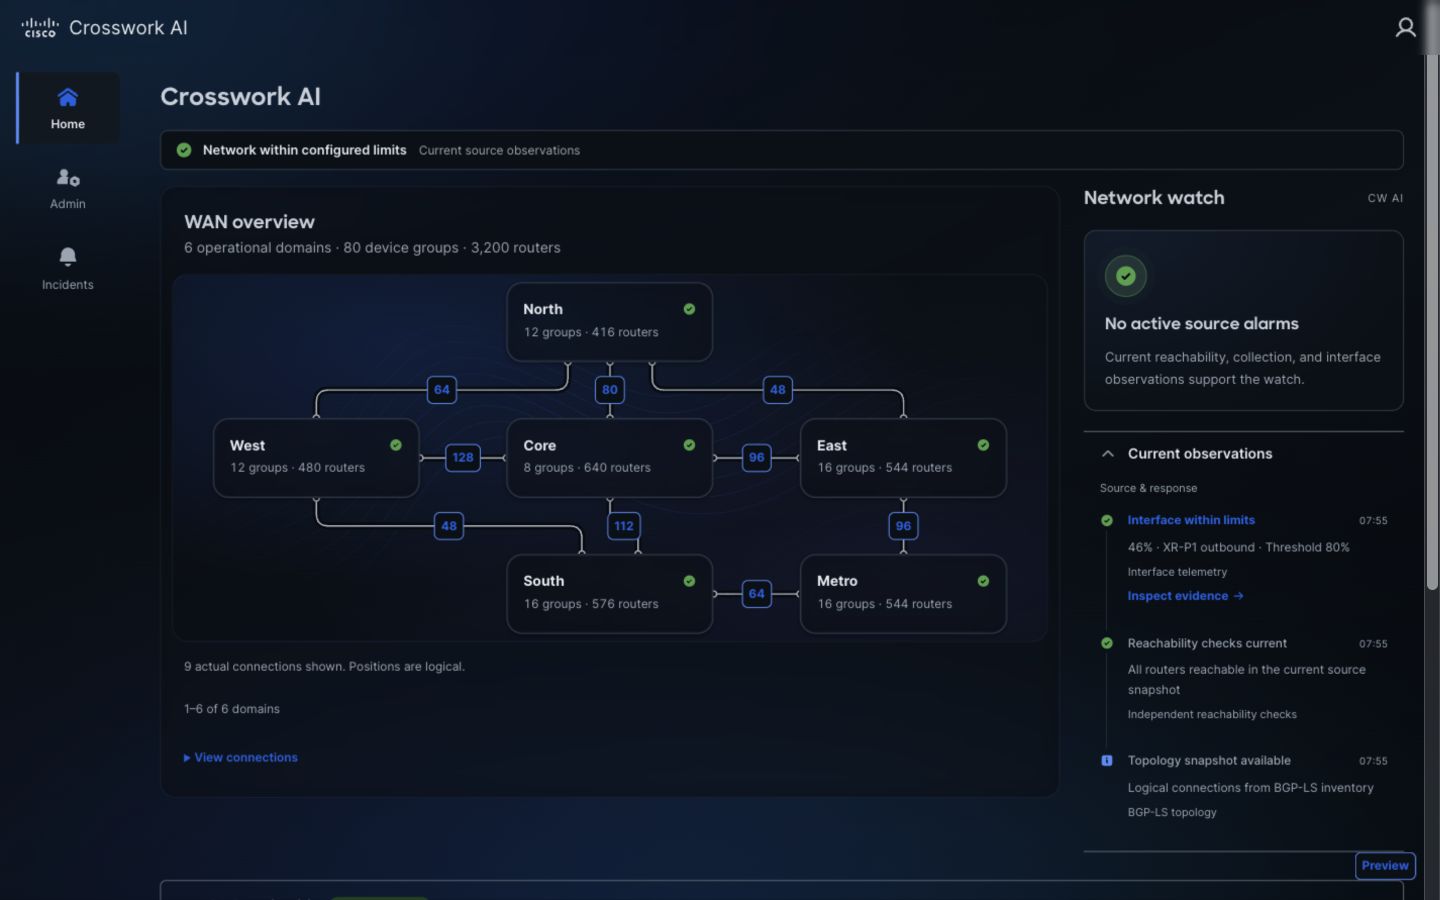 cisco Crosswork AI
Home
Admin
Incidents
Crosswork AI
Network within configured limits Current source observations
WAN overview
6 operational domains · 80 device groups · 3,200 routers
North
12 groups · 416 routers
64
80
48
West
12 groups · 480 routers
128
Core
8 groups · 640 routers
96
East
16 groups · 544 routers
48
112
96
South
16 groups · 576 routers
64
Metro
16 groups · 544 routers
9 actual connections shown. Positions are logical.
1–6 of 6 domains
View connections
Network watch CW AI
No active source alarms
Current reachability, collection, and interface
observations support the watch.
Current observations
Source & response
Interface within limits 07:55
46% · XR-P1 outbound · Threshold 80%
Interface telemetry
Inspect evidence →
Reachability checks current 07:55
All routers reachable in the current source
snapshot
Independent reachability checks
Topology snapshot available 07:55
Logical connections from BGP-LS inventory
BGP-LS topology
Preview